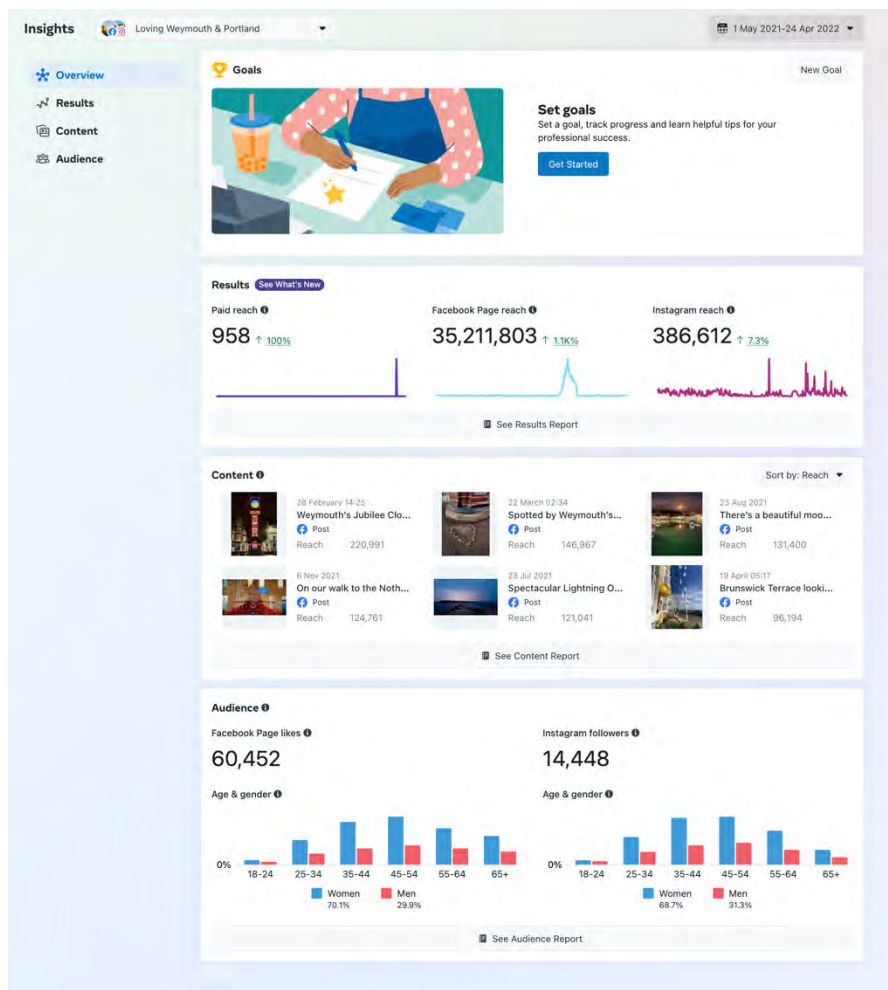 Insights
Loving Weymouth & Portland
1 May 2021-24 Apr 2022
Overview
Results
Content
Audience
Goals
New Goal
Set goals
Set a goal, track progress and learn helpful tips for your
professional success.
Get Started
Results See What's New
Paid reach
958 ↑ 100%
Facebook Page reach
35,211,803 ↑ 1.1K%
Instagram reach
386,612 ↑ 7.3%
See Results Report
Content
Sort by: Reach
28 February 14:25
Weymouth's Jubilee Clo...
Post
Reach 220,991
22 March 02:34
Spotted by Weymouth's...
Post
Reach 146,967
23 Aug 2021
There's a beautiful moo...
Post
Reach 131,400
6 Nov 2021
On our walk to the Noth...
Post
Reach 124,761
23 Jul 2021
Spectacular Lightning O...
Post
Reach 121,041
19 April 05:17
Brunswick Terrace looki...
Post
Reach 96,194
See Content Report
Audience
Facebook Page likes
60,452
Age & gender
0%
18-24 25-34 35-44 45-54 55-64 65+
Women Men
70.1% 29.9%
Instagram followers
14,448
Age & gender
0%
18-24 25-34 35-44 45-54 55-64 65+
Women Men
68.7% 31.3%
See Audience Report